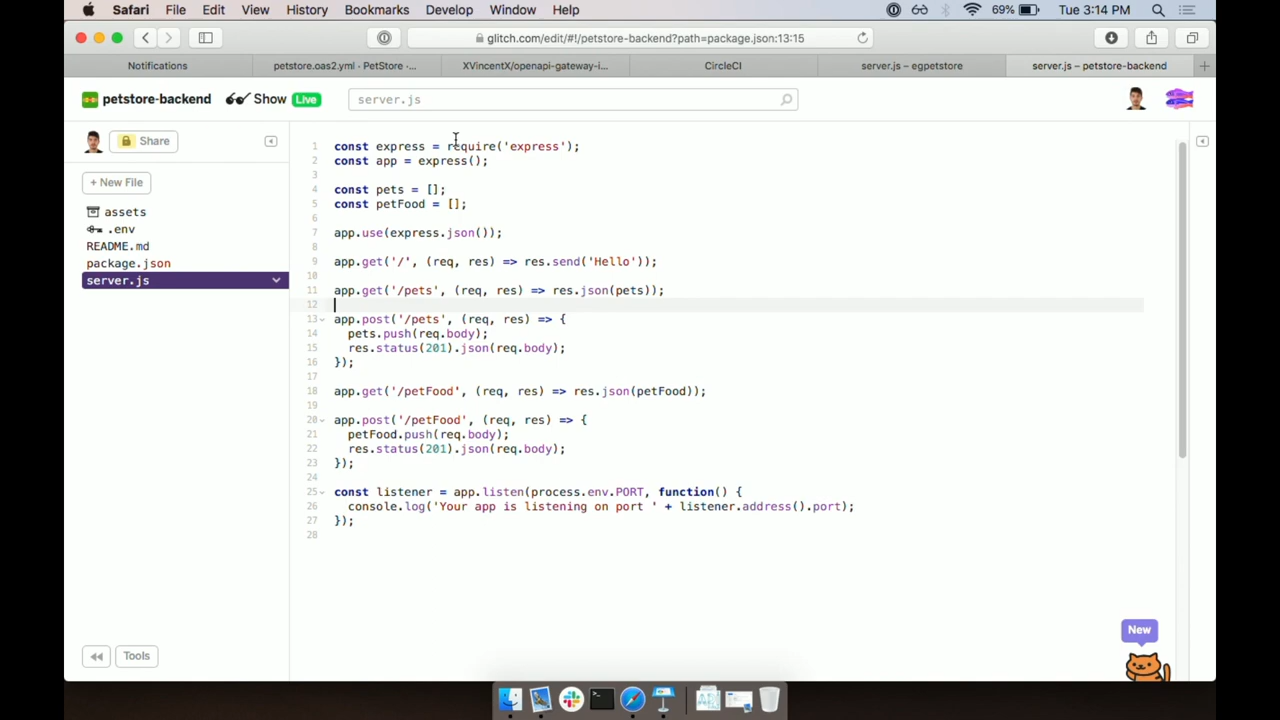 Safari File Edit View History Bookmarks Develop Window Help 69% Tue 3:14 PM
glitch.com/edit/#!/petstore-backend?path=package.json:13:15
Notifications petstore.oas2.yml · PetStore ·... XVincentX/openapi-gateway-i... CircleCI server.js – egpetstore server.js – petstore-backend
petstore-backend Show Live server.js
Share
+ New File
assets
.env
README.md
package.json
server.js
1 const express = require('express');
2 const app = express();
3
4 const pets = [];
5 const petFood = [];
6
7 app.use(express.json());
8
9 app.get('/', (req, res) => res.send('Hello'));
10
11 app.get('/pets', (req, res) => res.json(pets));
12
13 app.post('/pets', (req, res) => {
14 pets.push(req.body);
15 res.status(201).json(req.body);
16 });
17
18 app.get('/petFood', (req, res) => res.json(petFood));
19
20 app.post('/petFood', (req, res) => {
21 petFood.push(req.body);
22 res.status(201).json(req.body);
23 });
24
25 const listener = app.listen(process.env.PORT, function() {
26 console.log('Your app is listening on port ' + listener.address().port);
27 });
28
New
Tools